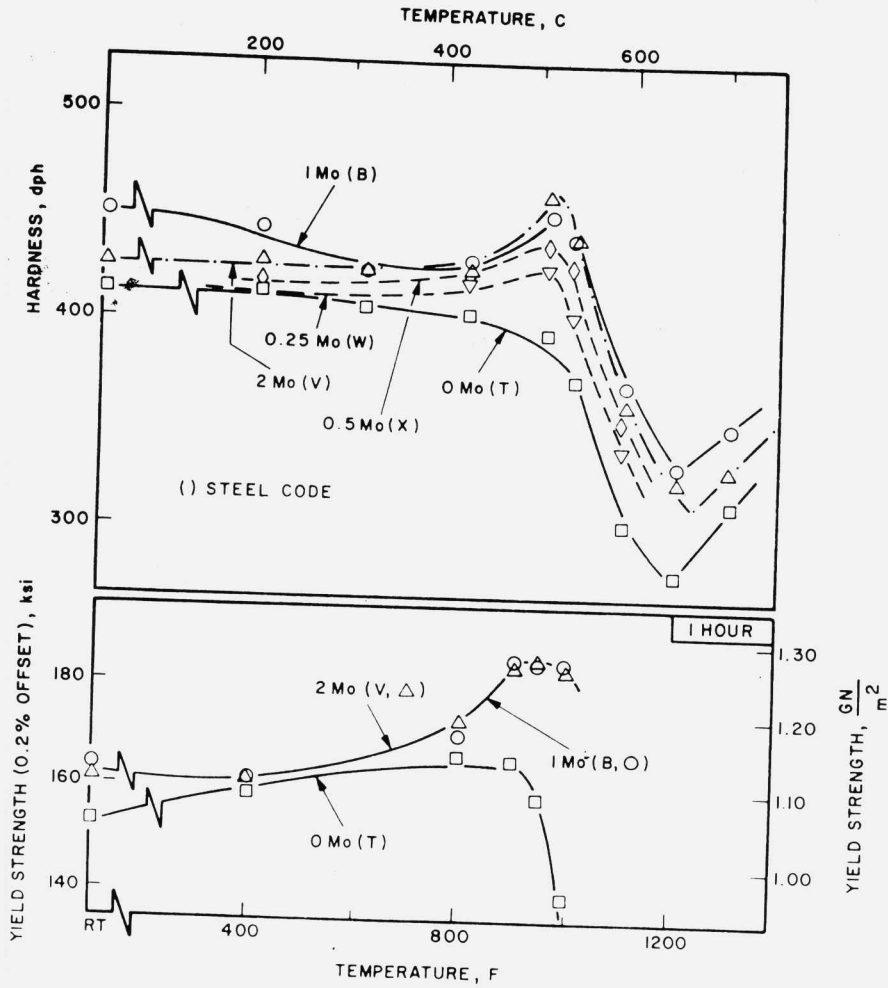 TEMPERATURE, C
200 400 600
500
400
300
HARDNESS, dph
1 Mo (B)
0.25 Mo (W)
2 Mo (V)
0 Mo (T)
0.5 Mo (X)
() STEEL CODE
1 HOUR
180
160
140
YIELD STRENGTH (0.2% OFFSET), ksi
1.30
1.20
1.10
1.00
YIELD STRENGTH, GN/m²
2 Mo (V, △)
1 Mo (B, ○)
0 Mo (T)
RT 400 800 1200
TEMPERATURE, F